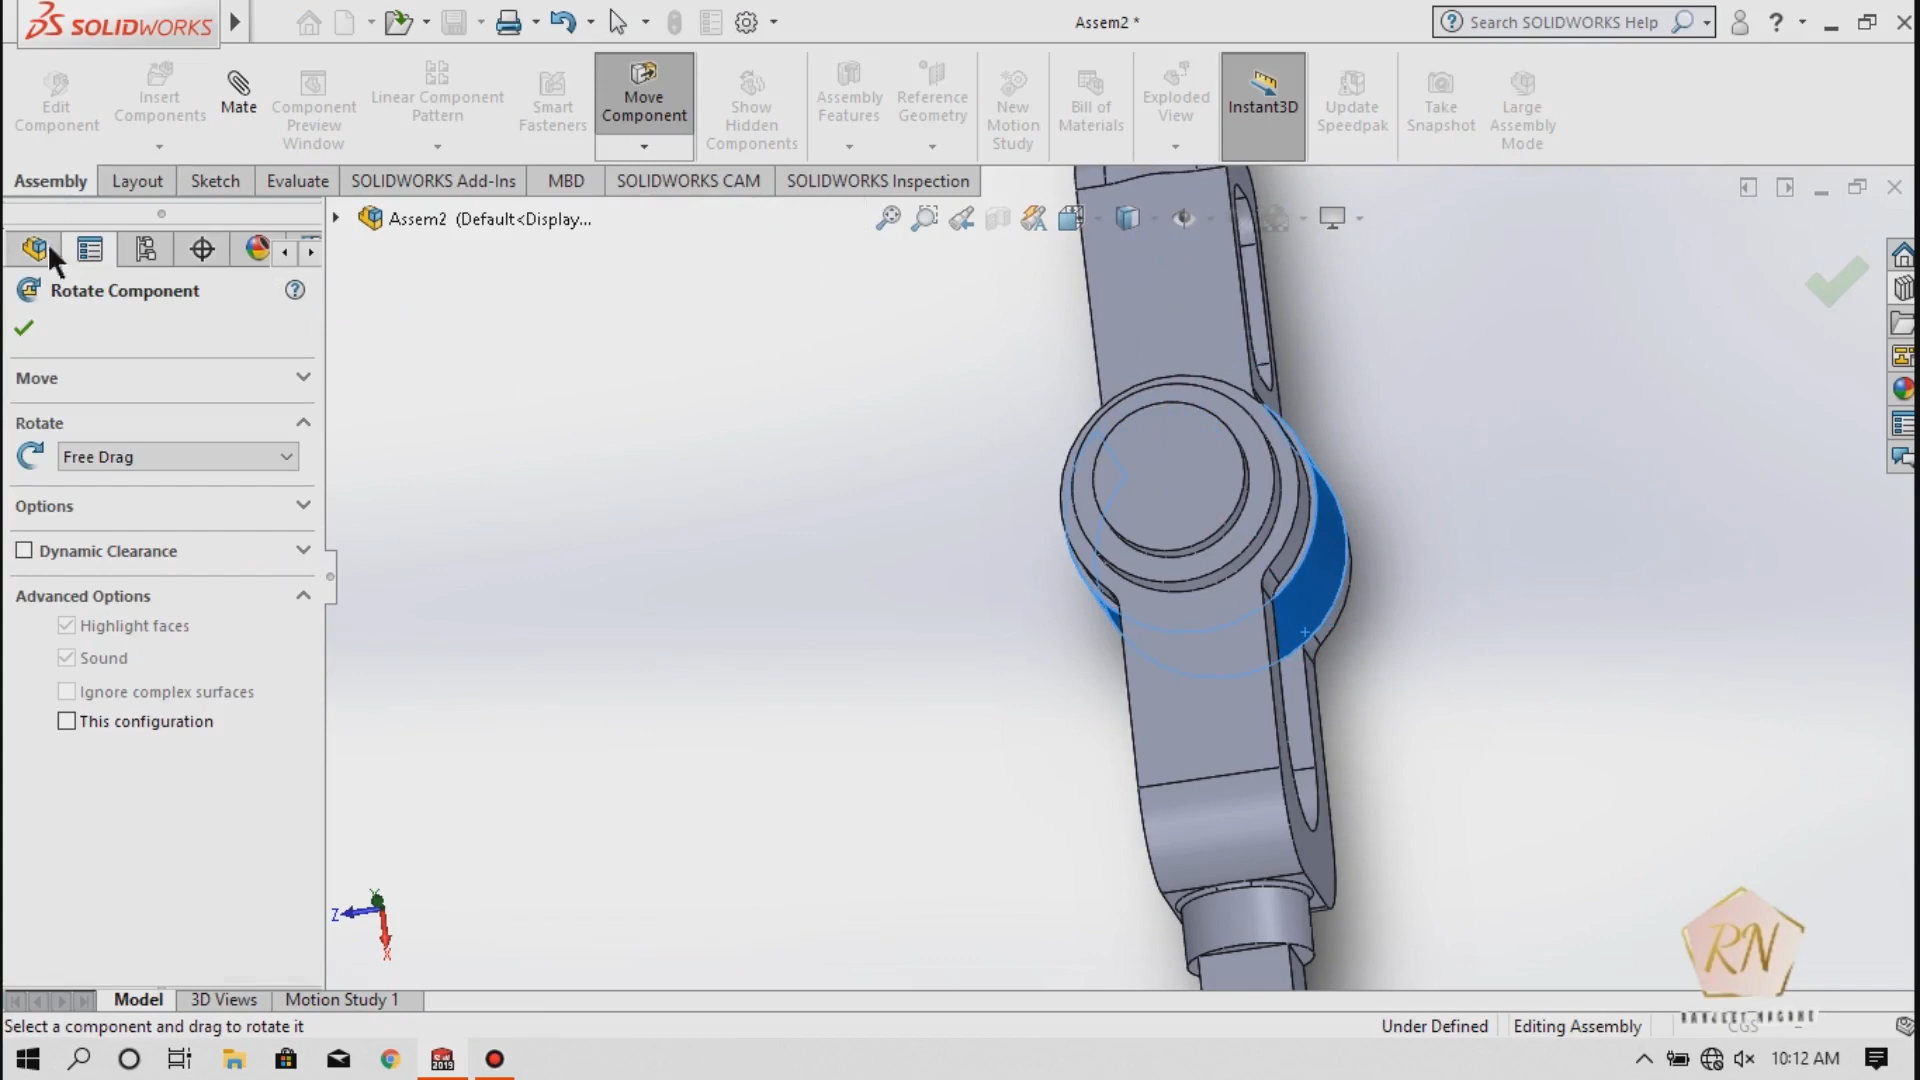 SOLIDWORKS
Assem2 *
Search SOLIDWORKS Help
Edit Component
Insert Components
Mate
Component Preview Window
Linear Component Pattern
Smart Fasteners
Move Component
Show Hidden Components
Assembly Features
Reference Geometry
New Motion Study
Bill of Materials
Exploded View
Instant3D
Update Speedpak
Take Snapshot
Large Assembly Mode
Assembly
Layout
Sketch
Evaluate
SOLIDWORKS Add-Ins
MBD
SOLIDWORKS CAM
SOLIDWORKS Inspection
Assem2 (Default<Display...
Rotate Component
Move
Rotate
Free Drag
Options
Dynamic Clearance
Advanced Options
Highlight faces
Sound
Ignore complex surfaces
This configuration
Y
Z
X
RN
Model
3D Views
Motion Study 1
Select a component and drag to rotate it
Under Defined
Editing Assembly
CGS
2019
10:12 AM